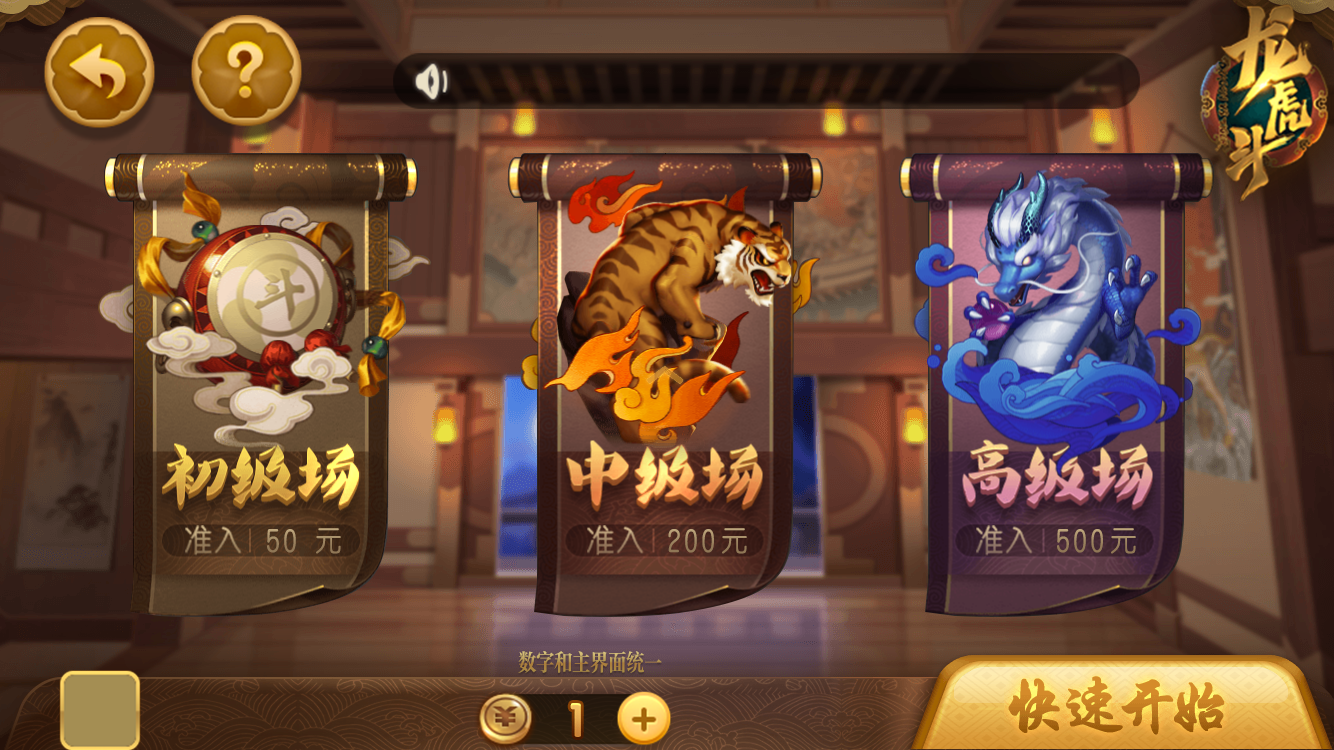 龙虎斗
斗
初级场
准入 50 元
中级场
准入 200元
高级场
准入 500元
数字和主界面统一
¥ 1 +
快速开始